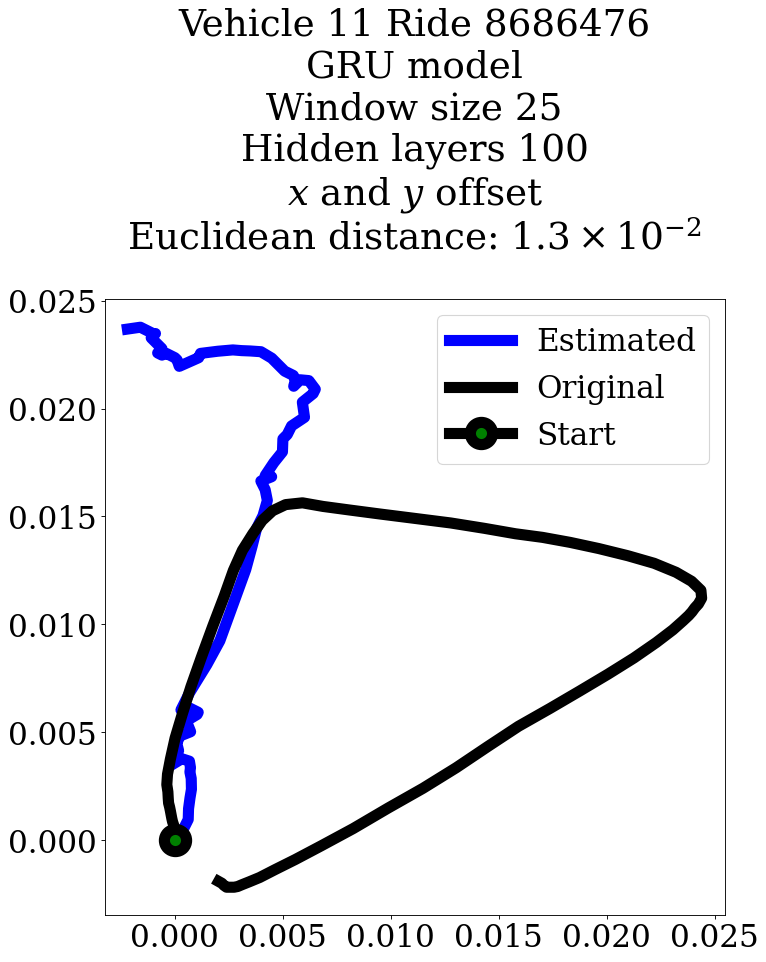 Vehicle 11 Ride 8686476
GRU model
Window size 25
Hidden layers 100
x and y offset
Euclidean distance: 1.3 × 10⁻²
0.025
0.020
0.015
0.010
0.005
0.000
Estimated
Original
Start
0.000 0.005 0.010 0.015 0.020 0.025